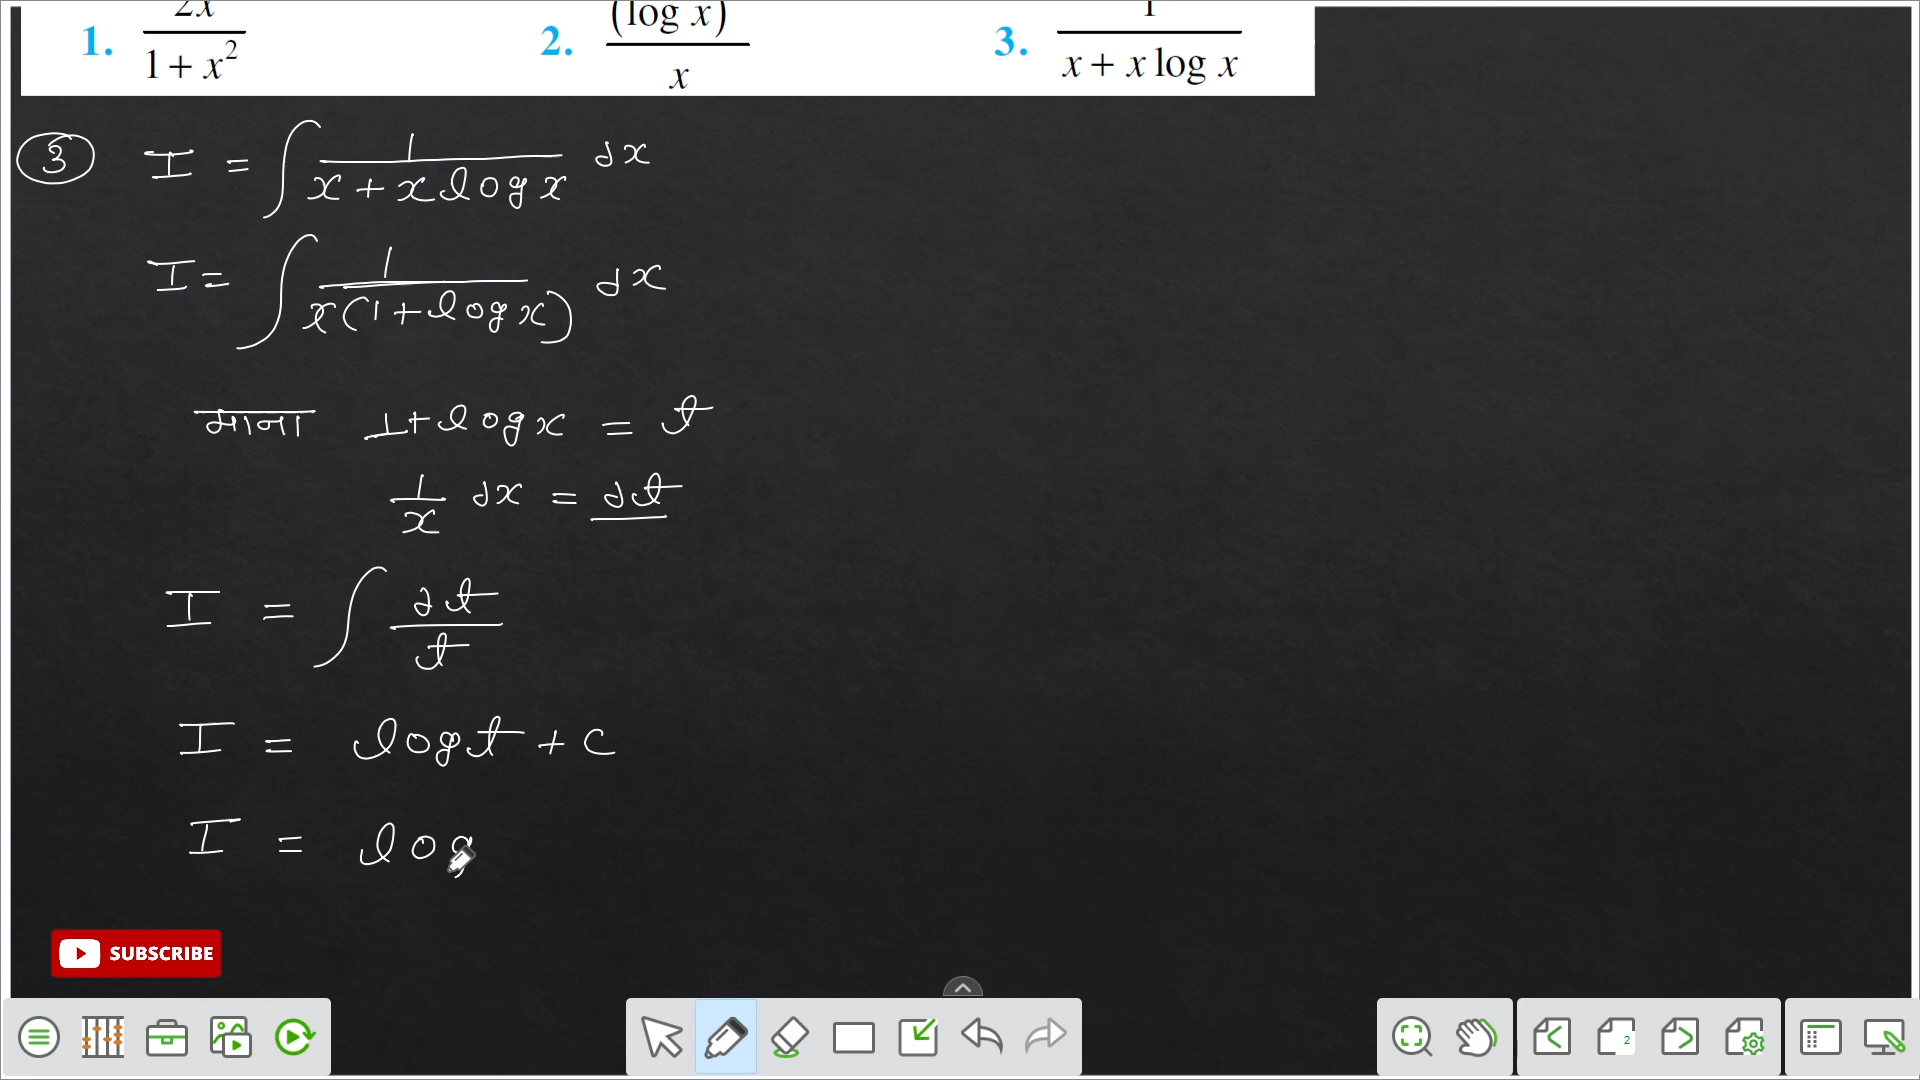 1. 2x / 1 + x² 2. (log x) / x 3. 1 / x + x log x
③ I = ∫ 1 / x + x log x dx
I = ∫ 1 / x(1 + log x) dx
माना 1 + log x = t
1/x dx = dt
I = ∫ dt / t
I = log t + c
I = log
SUBSCRIBE
2